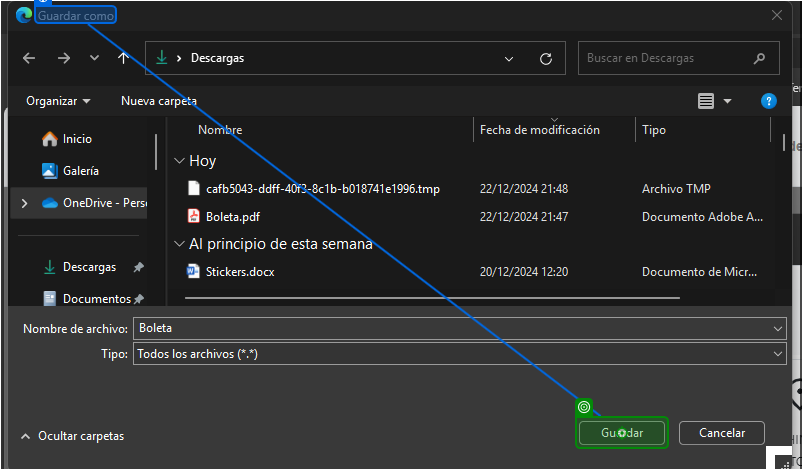 Guardar como
Descargas
Buscar en Descargas
Organizar
Nueva carpeta
Nombre
Fecha de modificación
Tipo
Inicio
Galería
OneDrive - Perso
Descargas
Documentos
Hoy
cafb5043-ddff-40f3-8c1b-b018741e1996.tmp 22/12/2024 21:48 Archivo TMP
Boleta.pdf 22/12/2024 21:47 Documento Adobe A...
Al principio de esta semana
Stickers.docx 20/12/2024 12:20 Documento de Micr...
Nombre de archivo: Boleta
Tipo: Todos los archivos (*.*)
Ocultar carpetas
Guardar
Cancelar